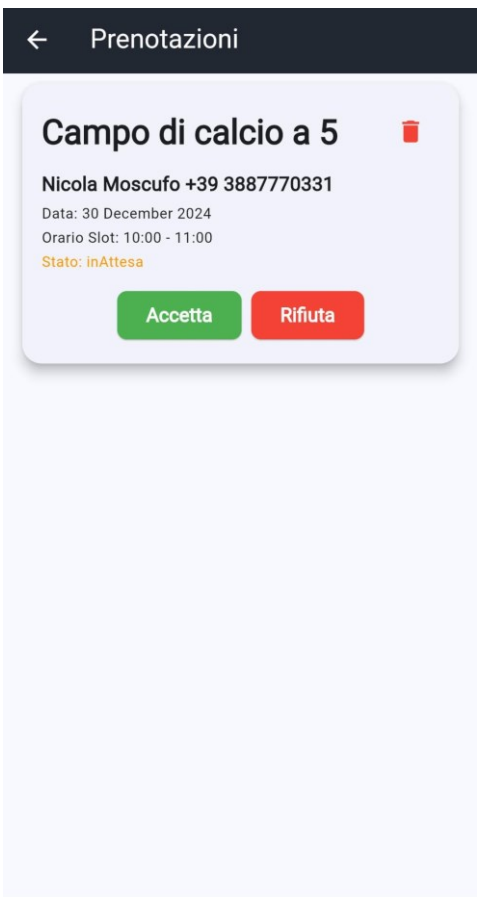 Prenotazioni
Campo di calcio a 5
Nicola Moscufo +39 3887770331
Data: 30 December 2024
Orario Slot: 10:00 - 11:00
Stato: inAttesa
Accetta Rifiuta